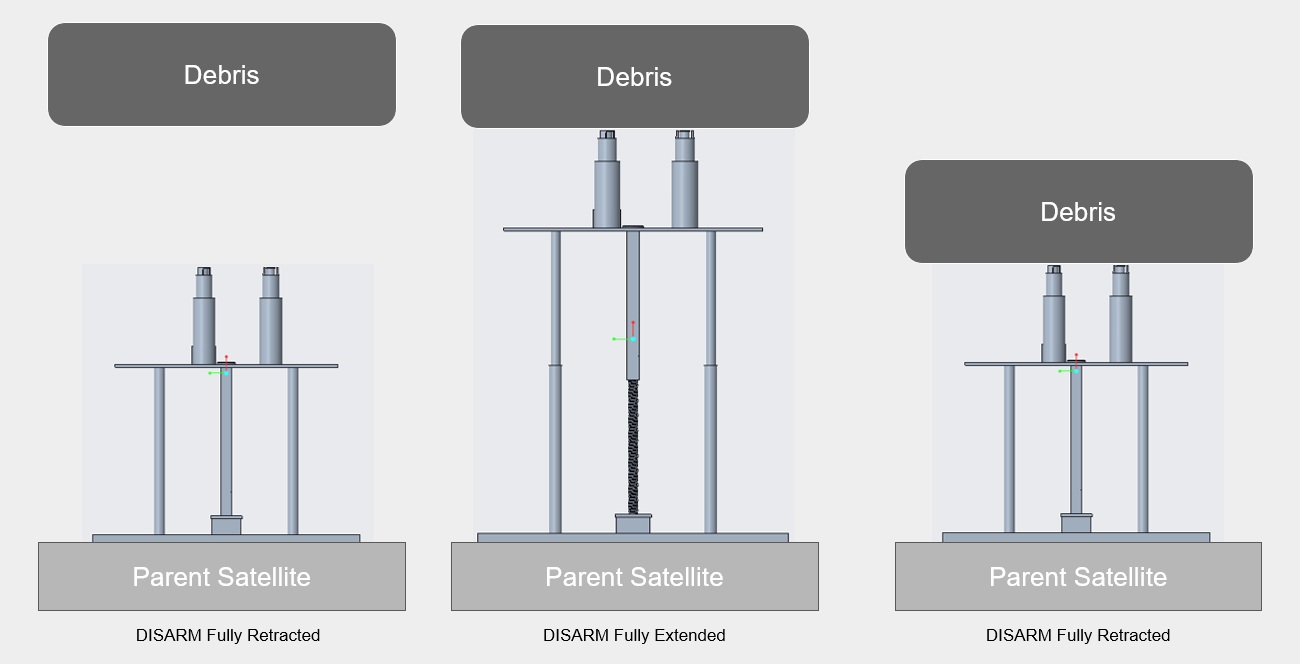 Debris
Debris
Debris
Parent Satellite
Parent Satellite
Parent Satellite
DISARM Fully Retracted
DISARM Fully Extended
DISARM Fully Retracted